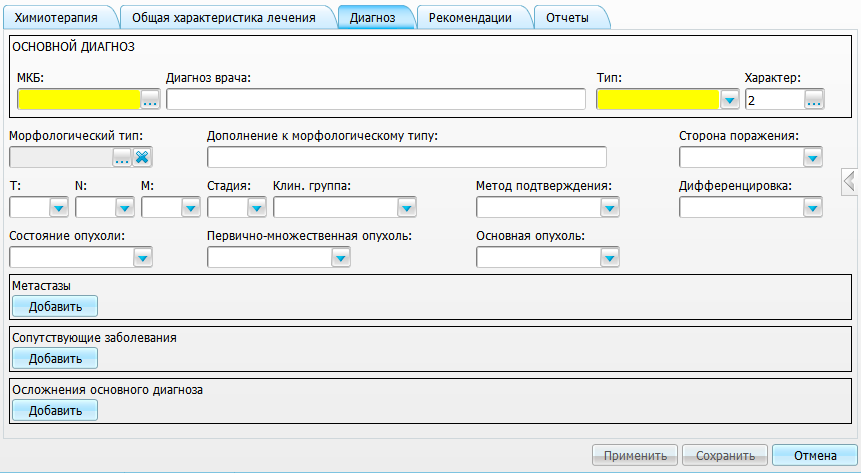 Химиотерапия Общая характеристика лечения Диагноз Рекомендации Отчеты
ОСНОВНОЙ ДИАГНОЗ
МКБ: Диагноз врача: Тип: Характер:
... 2 ...
Морфологический тип: Дополнение к морфологическому типу: Сторона поражения:
...
T: N: M: Стадия: Клин. группа: Метод подтверждения: Дифференцировка:
Состояние опухоли: Первично-множественная опухоль: Основная опухоль:
Метастазы
Добавить
Сопутствующие заболевания
Добавить
Осложнения основного диагноза
Добавить
Применить Сохранить Отмена